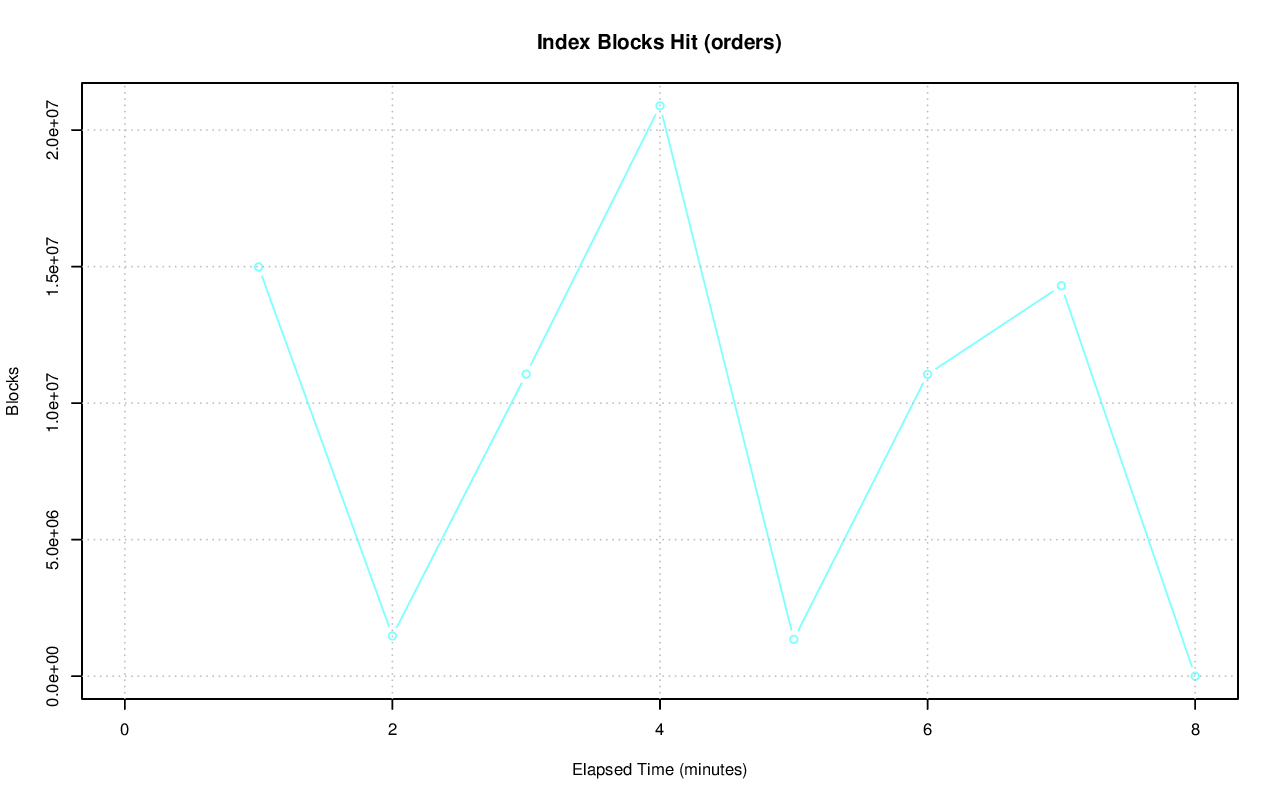 Index Blocks Hit (orders)
Blocks
2.0e+07
1.5e+07
1.0e+07
5.0e+06
0.0e+00
0 2 4 6 8
Elapsed Time (minutes)